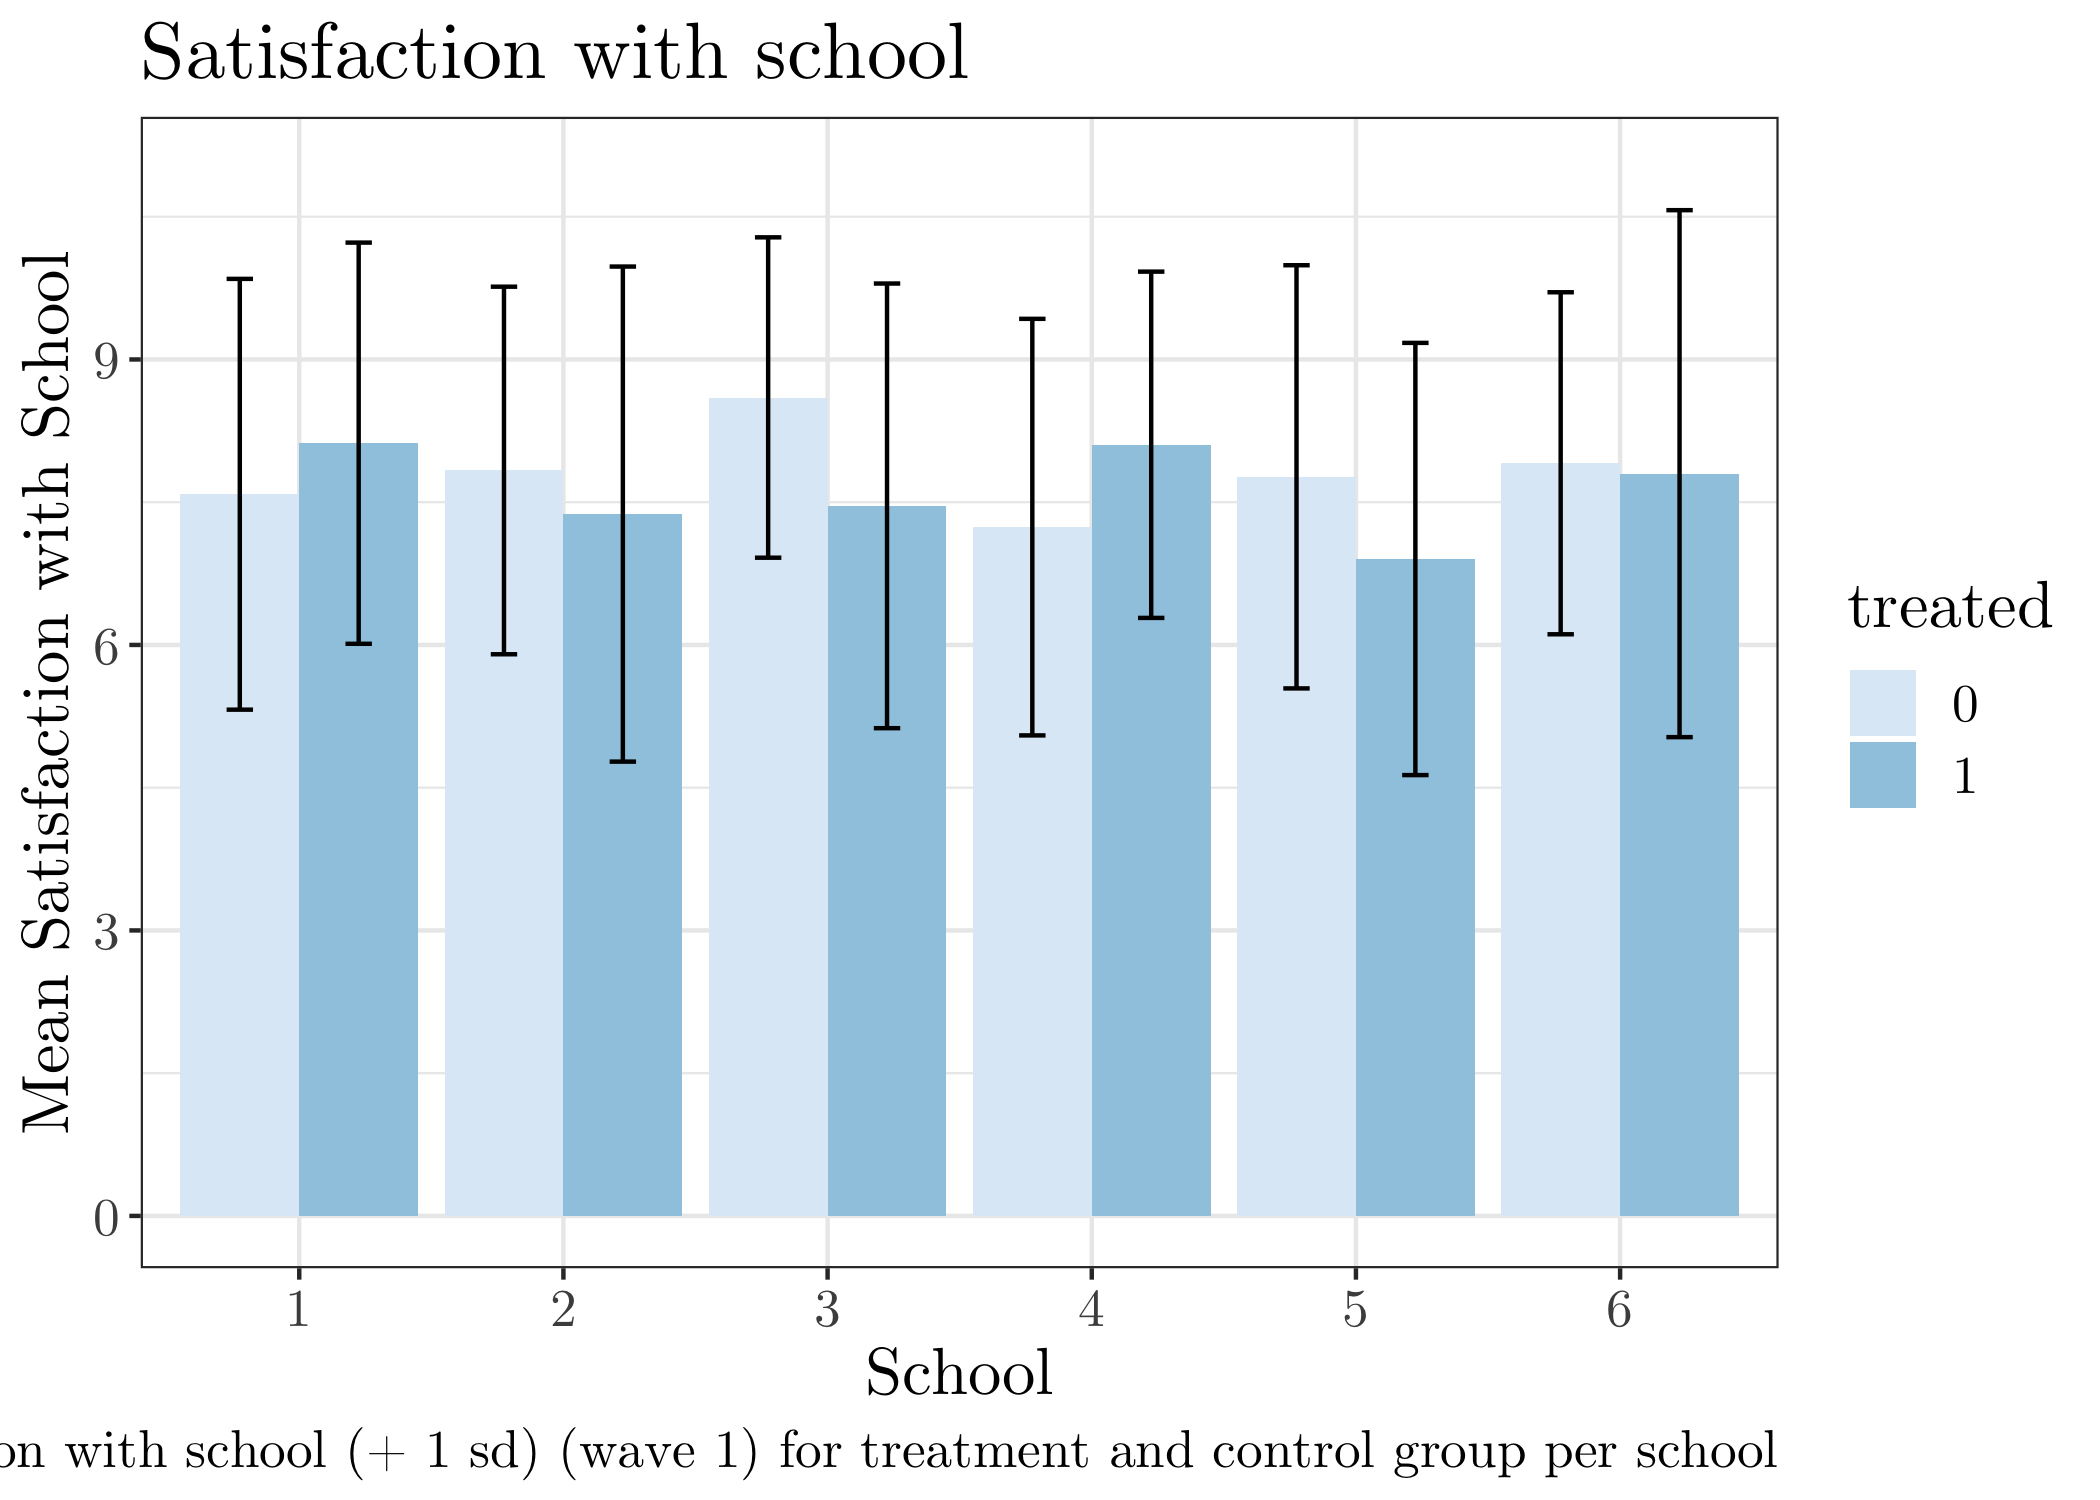 Satisfaction with school
Mean Satisfaction with School
9
6
3
0
1 2 3 4 5 6
School
treated
0
1
with school (+ 1 sd) (wave 1) for treatment and control group per school